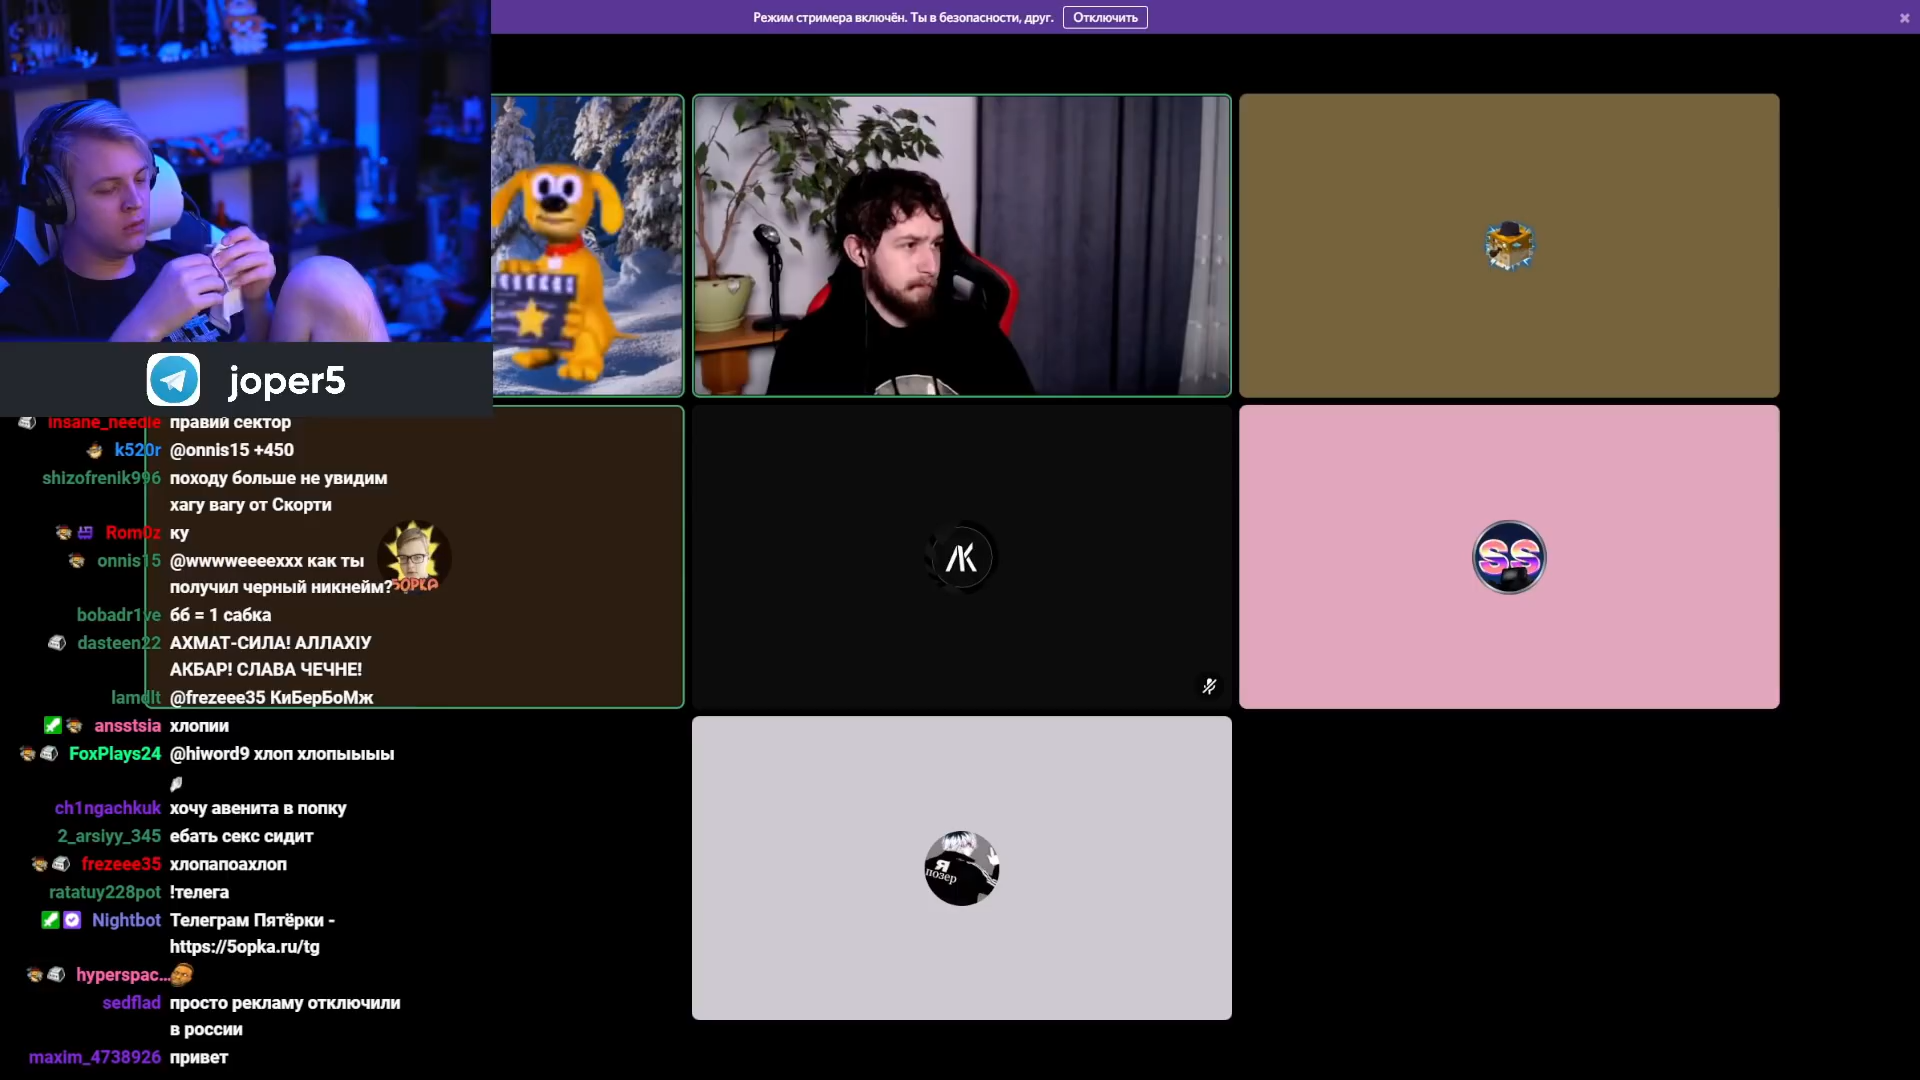 Режим стримера включён. Ты в безопасности, друг. Отключить
joper5
insane_needle правий сектор
k520r @onnis15 +450
shizofrenik996 походу больше не увидим
хагу вагу от Скорти
Rom0z ку
onnis15 @wwwweeeexxx как ты
получил черный никнейм?
5OPKA
bobadr1ve 66 = 1 сабка
dasteen22 АХМАТ-СИЛА! АЛЛАХIУ
АКБАР! СЛАВА ЧЕЧНЕ!
lamdlt @frezeee35 КиБерБоМж
ansstsia хлопии
FoxPlays24 @hiword9 хлоп хлопыыыы
ch1ngachkuk хочу авенита в попку
2_arsiyy_345 ебать секс сидит
frezeee35 хлопапоахлоп
ratatuy228pot !телега
Nightbot Телеграм Пятёрки -
https://5opka.ru/tg
hyperspac...
sedflad просто рекламу отключили
в россии
maxim_4738926 привет
SS
Я
позер